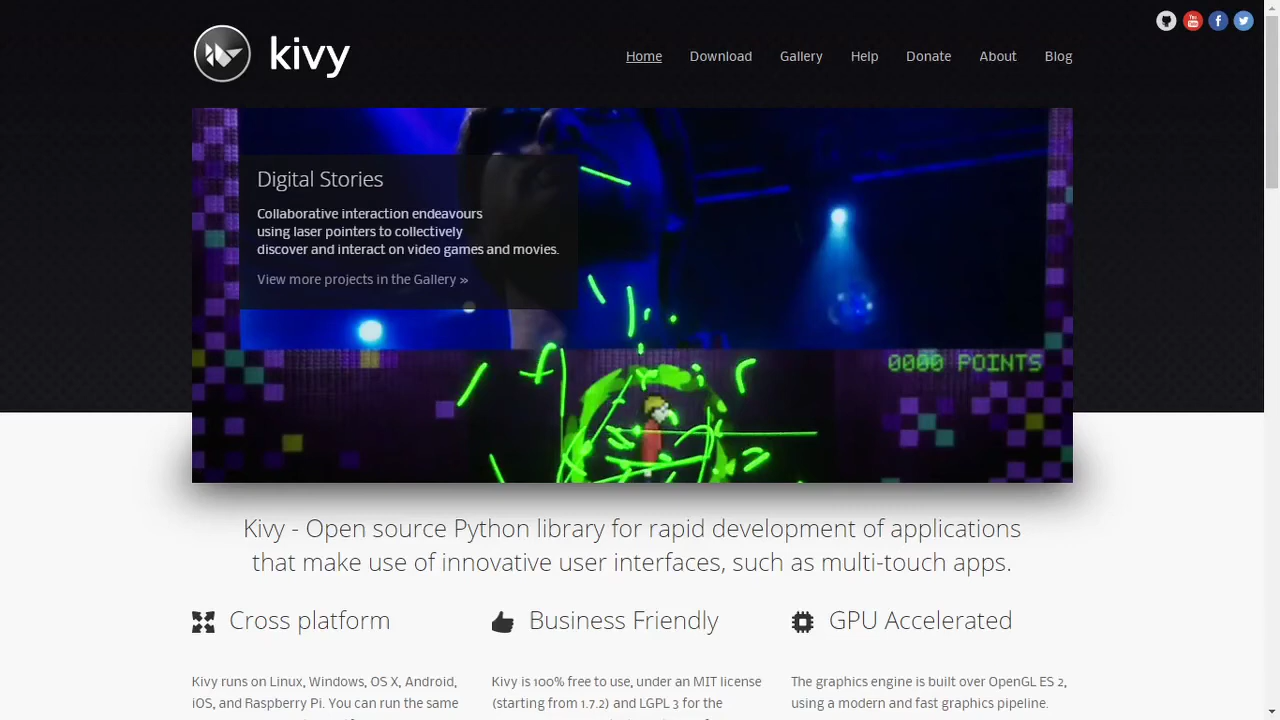 kivy
Home Download Gallery Help Donate About Blog
Digital Stories
Collaborative interaction endeavours
using laser pointers to collectively
discover and interact on video games and movies.
View more projects in the Gallery »
0000 POINTS
Kivy - Open source Python library for rapid development of applications
that make use of innovative user interfaces, such as multi-touch apps.
Cross platform
Kivy runs on Linux, Windows, OS X, Android,
iOS, and Raspberry Pi. You can run the same
Business Friendly
Kivy is 100% free to use, under an MIT license
(starting from 1.7.2) and LGPL 3 for the
GPU Accelerated
The graphics engine is built over OpenGL ES 2,
using a modern and fast graphics pipeline.